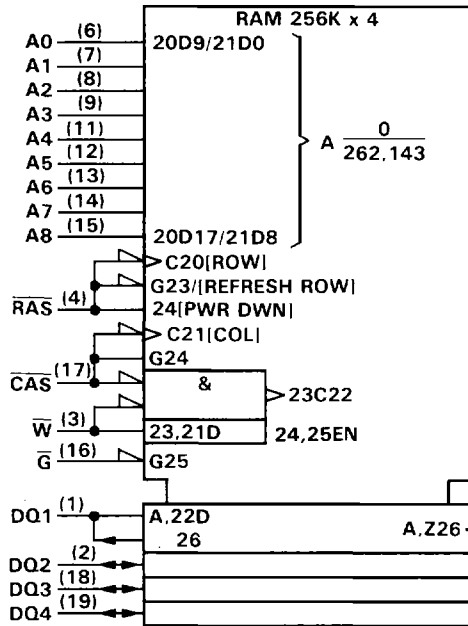 RAM 256K x 4
A0 (6) 20D9/21D0
A1 (7)
A2 (8)
A3 (9)
A4 (11)
A5 (12)
A6 (13)
A7 (14)
A8 (15) 20D17/21D8
A 0
262,143
C20[ROW]
G23/[REFRESH ROW]
RAS (4) 24[PWR DWN]
C21[COL]
G24
CAS (17) &
23C22
W (3) 23,21D 24,25EN
G (16) G25
DQ1 (1) A,22D
26 A,Z26
DQ2 (2)
DQ3 (18)
DQ4 (19)